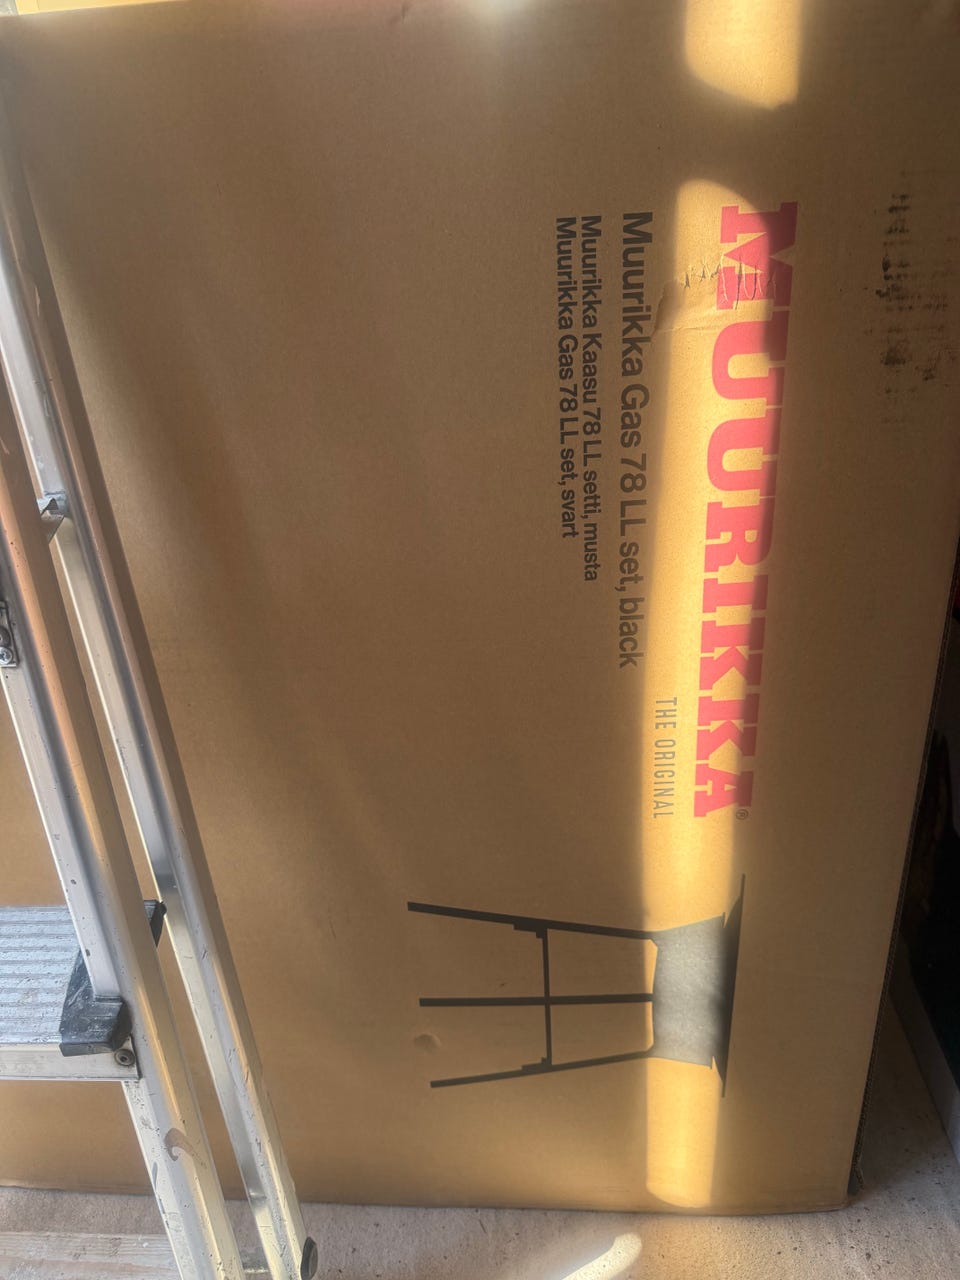 MUURIKKA®
THE ORIGINAL
Muurikka Gas 78 LL set, black
Muurikka Kaasu 78 LL setti, musta
Muurikka Gas 78 LL set, svart